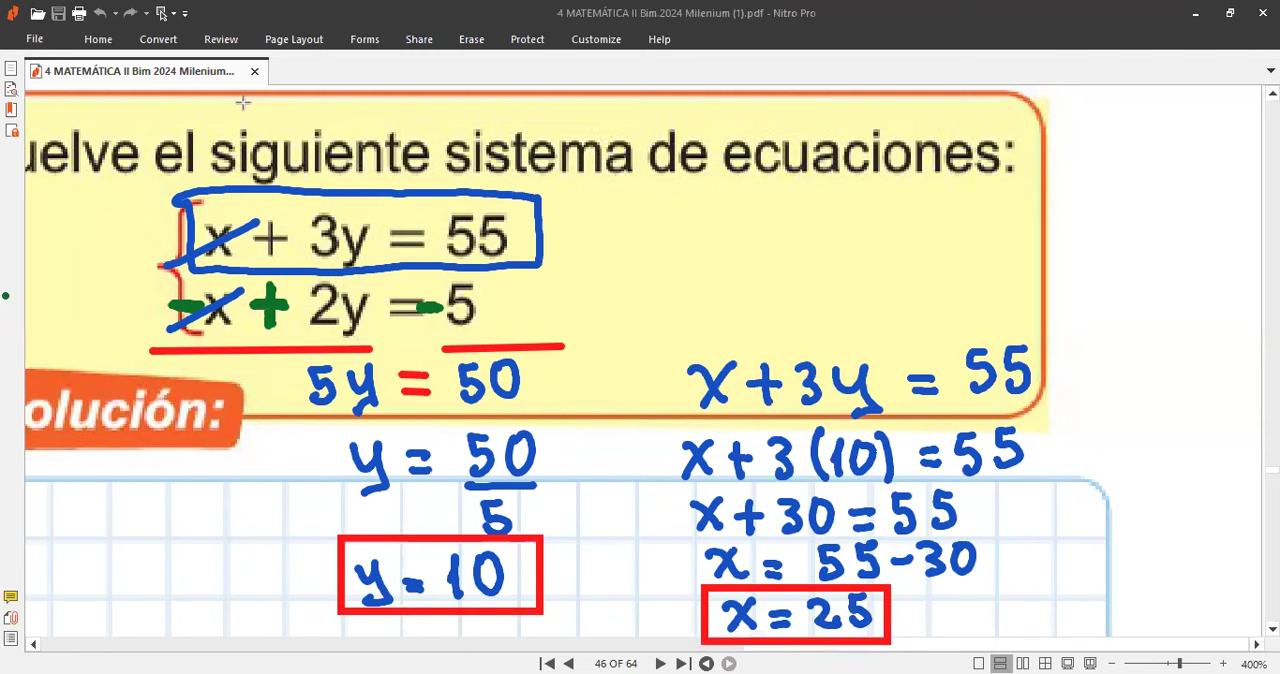 4 MATEMÁTICA II Bim.2024 Milenium (1).pdf - Nitro Pro
File Home Convert Review Page Layout Forms Share Erase Protect Customize Help
4 MATEMÁTICA II Bim 2024 Milenium...
uelve el siguiente sistema de ecuaciones:
x + 3y = 55
-x + 2y = -5
5y = 50
olución:
y = 50/5
y = 10
x + 3y = 55
x + 3(10) = 55
x + 30 = 55
x = 55 - 30
x = 25
46 OF 64
400%